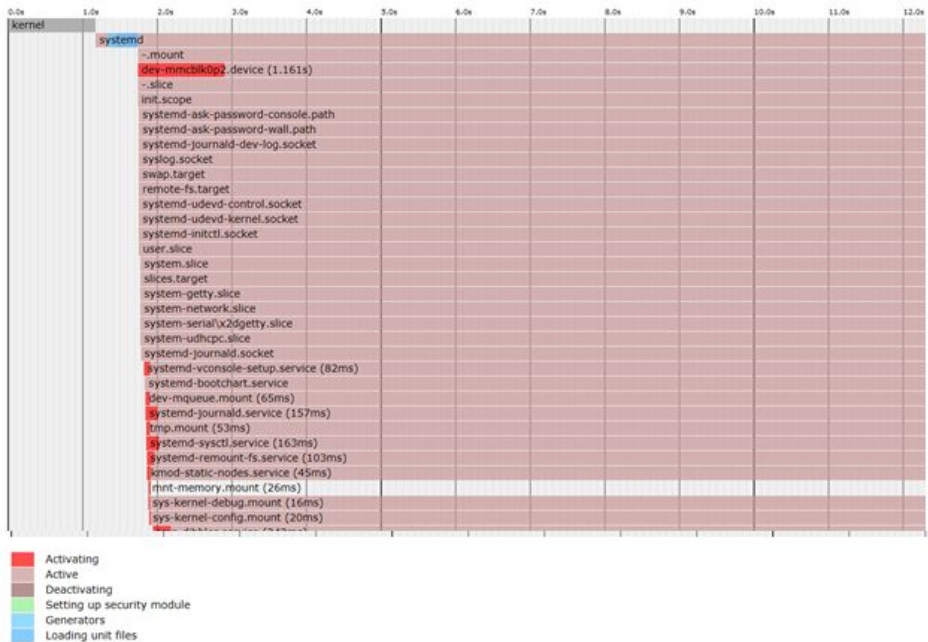 0.0s 1.0s 2.0s 3.0s 4.0s 5.0s 6.0s 7.0s 8.0s 9.0s 10.0s 11.0s 12.0s
kernel
systemd
-.mount
dev-mmcblk0p2.device (1.161s)
-.slice
init.scope
systemd-ask-password-console.path
systemd-ask-password-wall.path
systemd-journald-dev-log.socket
syslog.socket
swap.target
remote-fs.target
systemd-udevd-control.socket
systemd-udevd-kernel.socket
systemd-initctl.socket
user.slice
system.slice
slices.target
system-getty.slice
system-network.slice
system-serial\x2dgetty.slice
system-udhcpc.slice
systemd-journald.socket
systemd-vconsole-setup.service (82ms)
systemd-bootchart.service
dev-mqueue.mount (65ms)
systemd-journald.service (157ms)
tmp.mount (53ms)
systemd-sysctl.service (163ms)
systemd-remount-fs.service (103ms)
kmod-static-nodes.service (45ms)
mnt-memory.mount (26ms)
sys-kernel-debug.mount (16ms)
sys-kernel-config.mount (20ms)
Activating
Active
Deactivating
Setting up security module
Generators
Loading unit files